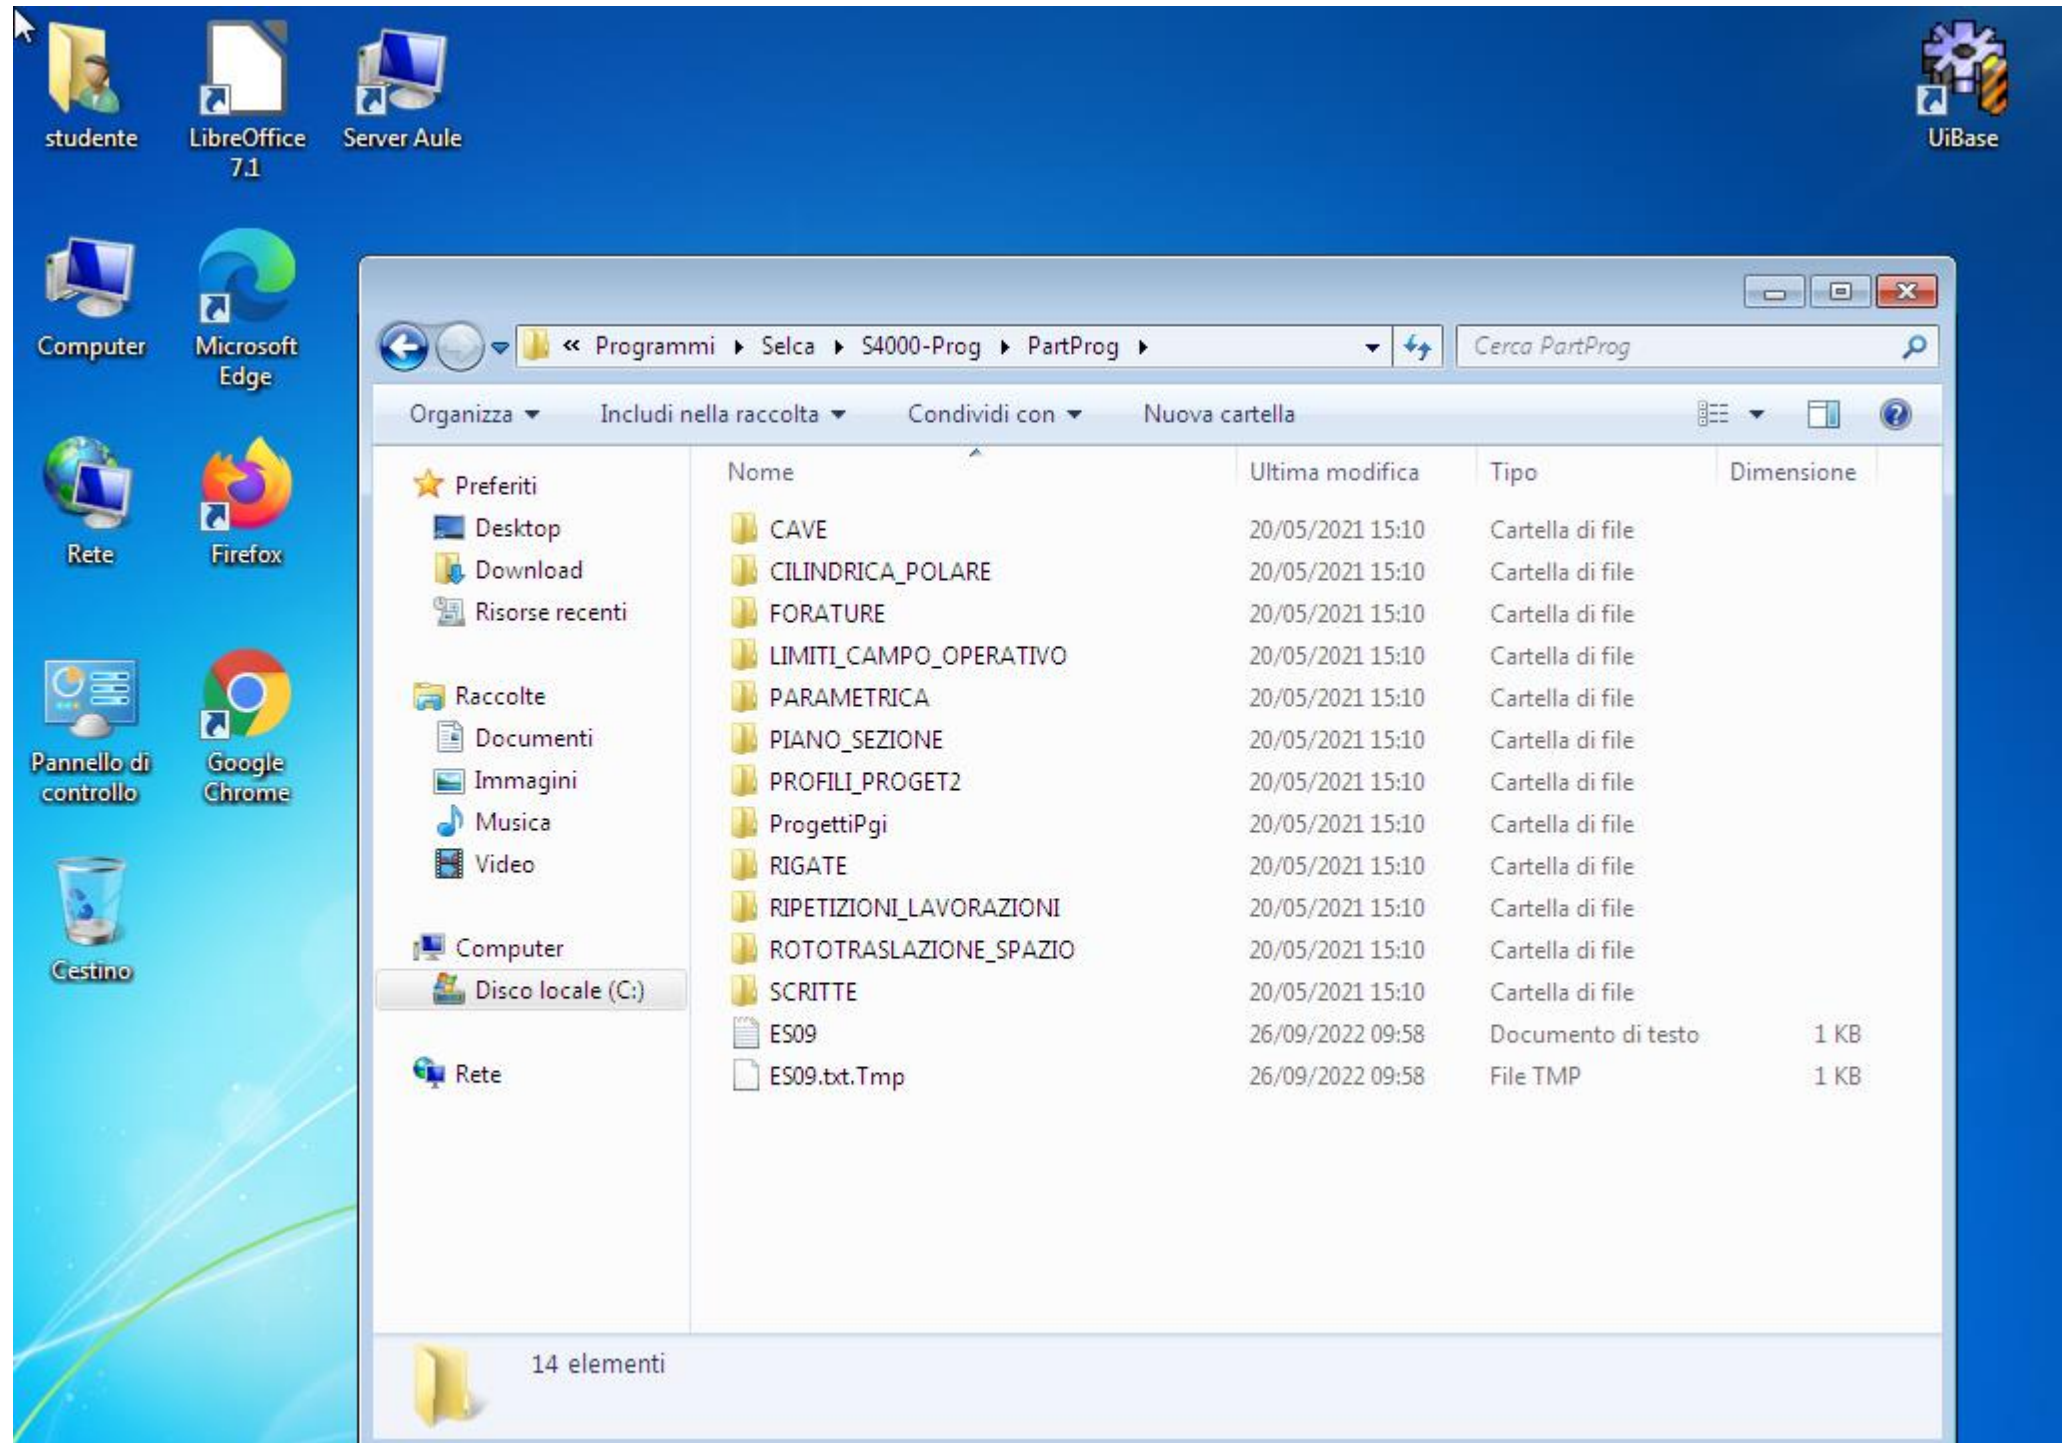 studente
LibreOffice
7.1
Server Aule
UiBase
Computer
Microsoft
Edge
Rete
Firefox
Pannello di
controllo
Google
Chrome
Cestino
« Programmi Selca S4000-Prog PartProg
Cerca PartProg
Organizza Includi nella raccolta Condividi con Nuova cartella
Preferiti
Desktop
Download
Risorse recenti
Raccolte
Documenti
Immagini
Musica
Video
Computer
Disco locale (C:)
Rete
Nome Ultima modifica Tipo Dimensione
CAVE 20/05/2021 15:10 Cartella di file
CILINDRICA_POLARE 20/05/2021 15:10 Cartella di file
FORATURE 20/05/2021 15:10 Cartella di file
LIMITI_CAMPO_OPERATIVO 20/05/2021 15:10 Cartella di file
PARAMETRICA 20/05/2021 15:10 Cartella di file
PIANO_SEZIONE 20/05/2021 15:10 Cartella di file
PROFILI_PROGET2 20/05/2021 15:10 Cartella di file
ProgettiPgi 20/05/2021 15:10 Cartella di file
RIGATE 20/05/2021 15:10 Cartella di file
RIPETIZIONI_LAVORAZIONI 20/05/2021 15:10 Cartella di file
ROTOTRASLAZIONE_SPAZIO 20/05/2021 15:10 Cartella di file
SCRITTE 20/05/2021 15:10 Cartella di file
ES09 26/09/2022 09:58 Documento di testo 1 KB
ES09.txt.Tmp 26/09/2022 09:58 File TMP 1 KB
14 elementi